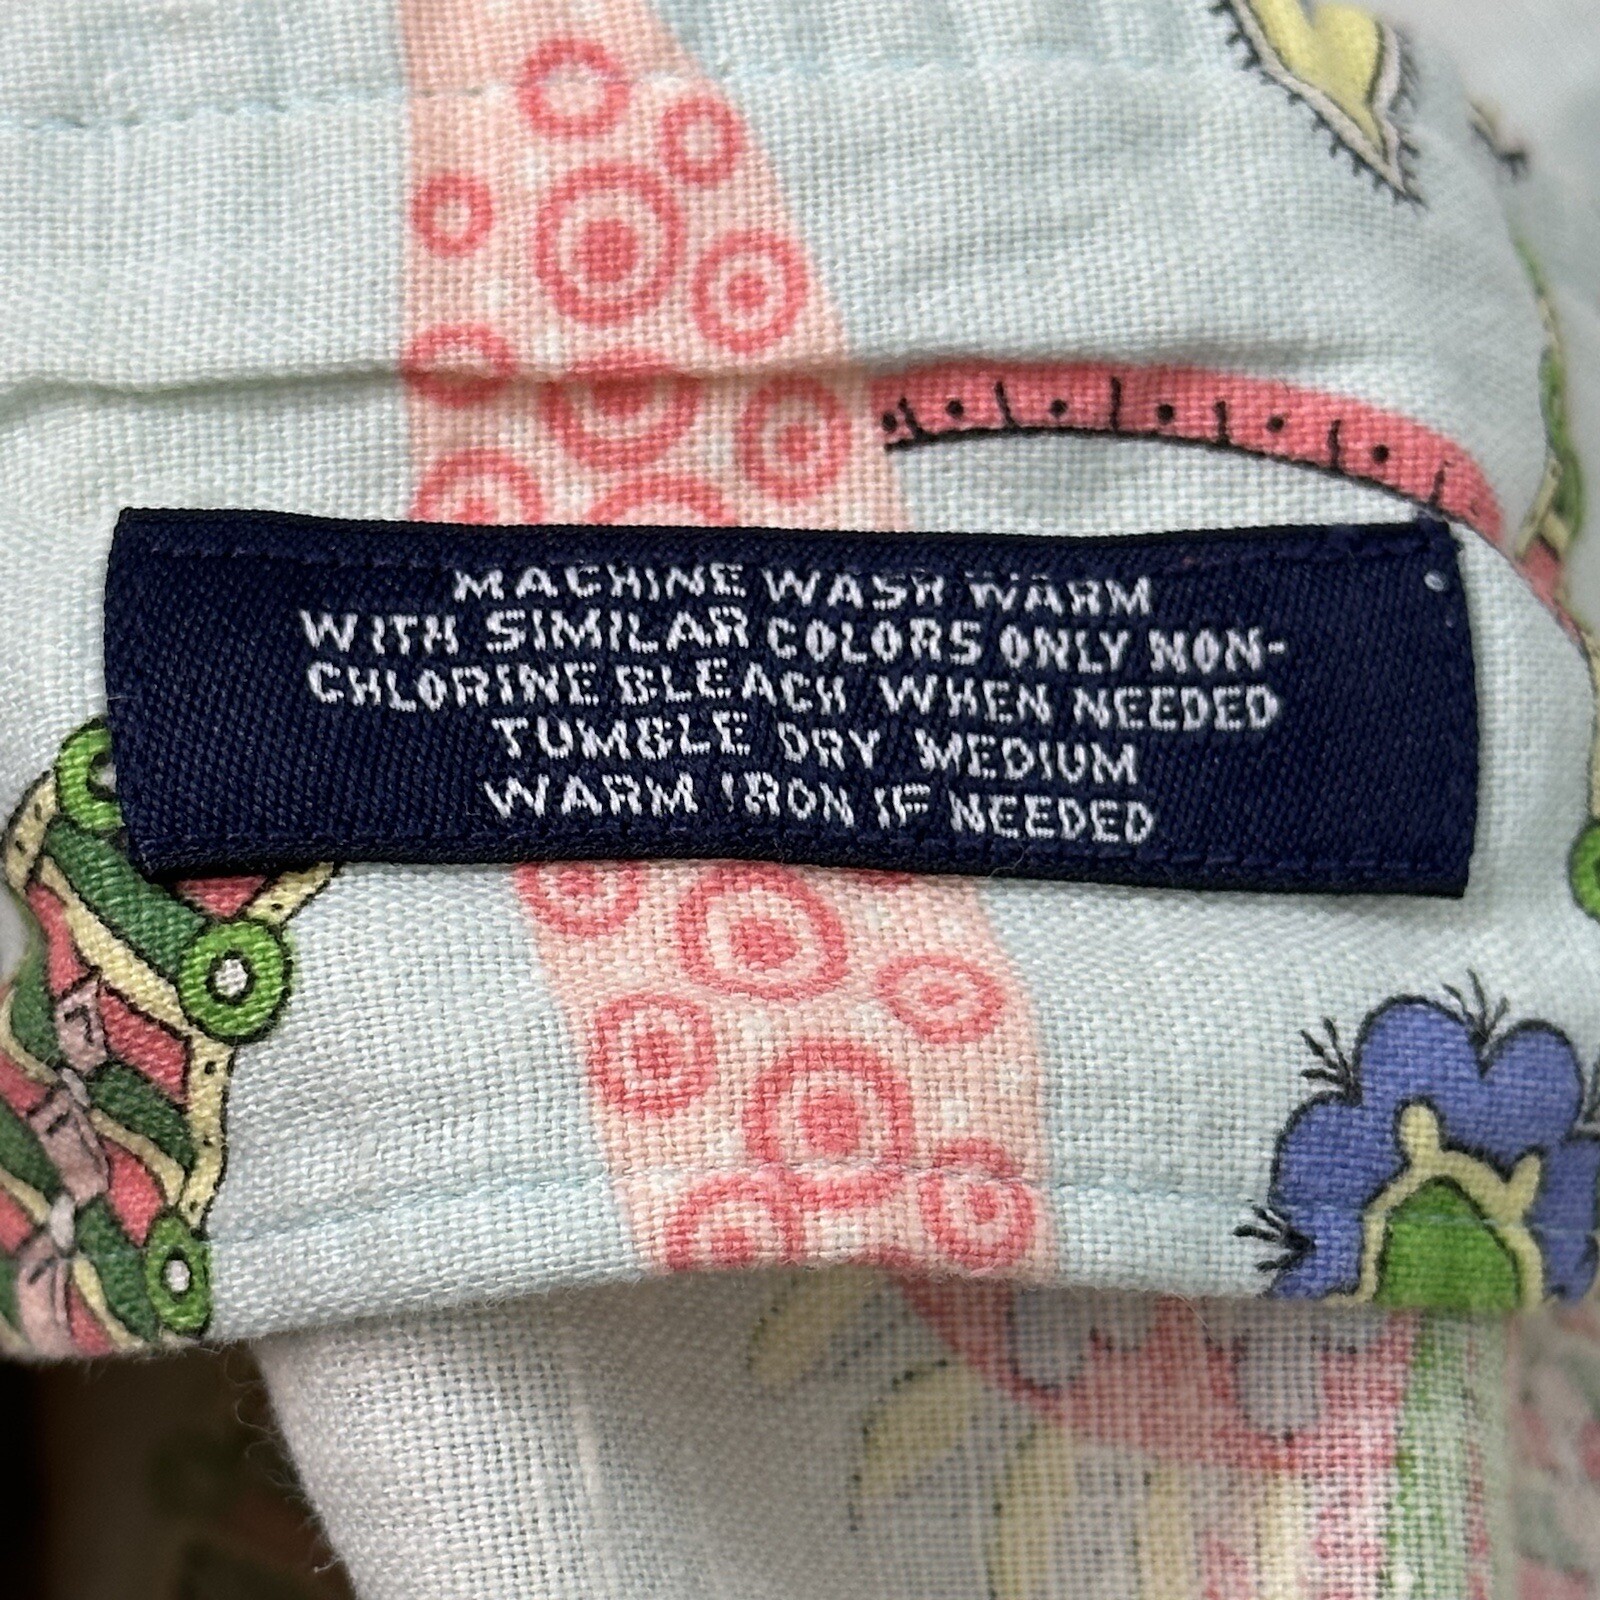 MACHINE WASH WARM
WITH SIMILAR COLORS ONLY NON-
CHLORINE BLEACH WHEN NEEDED
TUMBLE DRY MEDIUM
WARM IRON IF NEEDED